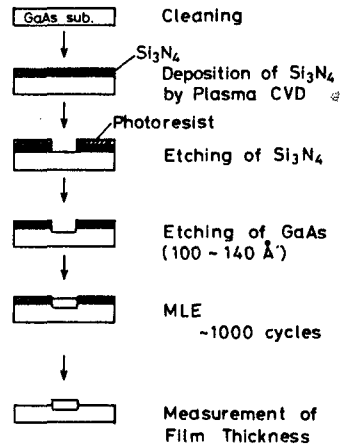 GaAs sub.
Cleaning
Si3N4
Deposition of Si3N4
by Plasma CVD
Photoresist
Etching of Si3N4
Etching of GaAs
(100 ~ 140 Å)
MLE
~1000 cycles
Measurement of
Film Thickness